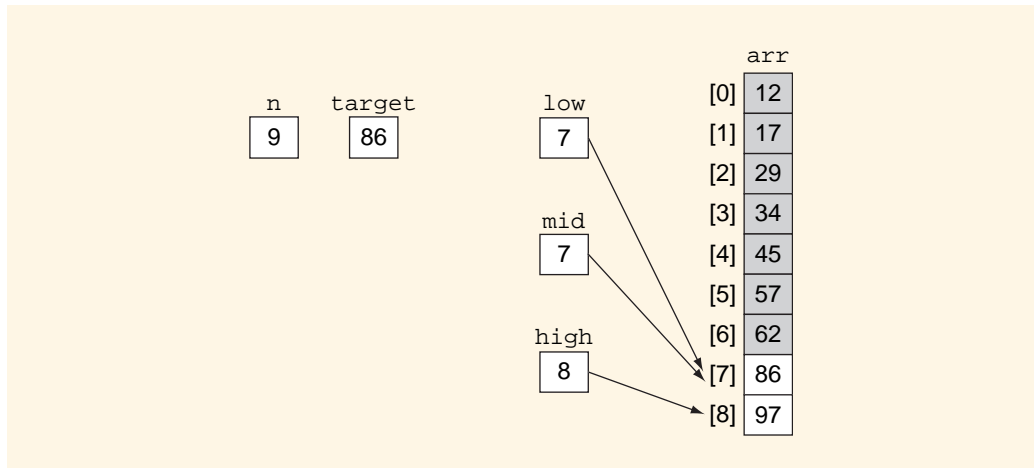 arr
[0] 12
n target low
9 86 7
[1] 17
[2] 29
[3] 34
mid
7
[4] 45
[5] 57
[6] 62
high
8
[7] 86
[8] 97